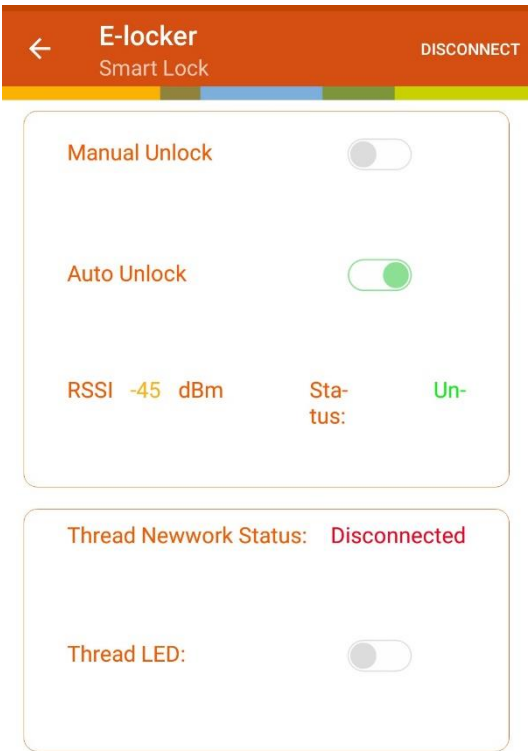 E-locker
Smart Lock
DISCONNECT
Manual Unlock
Auto Unlock
RSSI -45 dBm Sta- Un-
tus:
Thread Newwork Status: Disconnected
Thread LED: